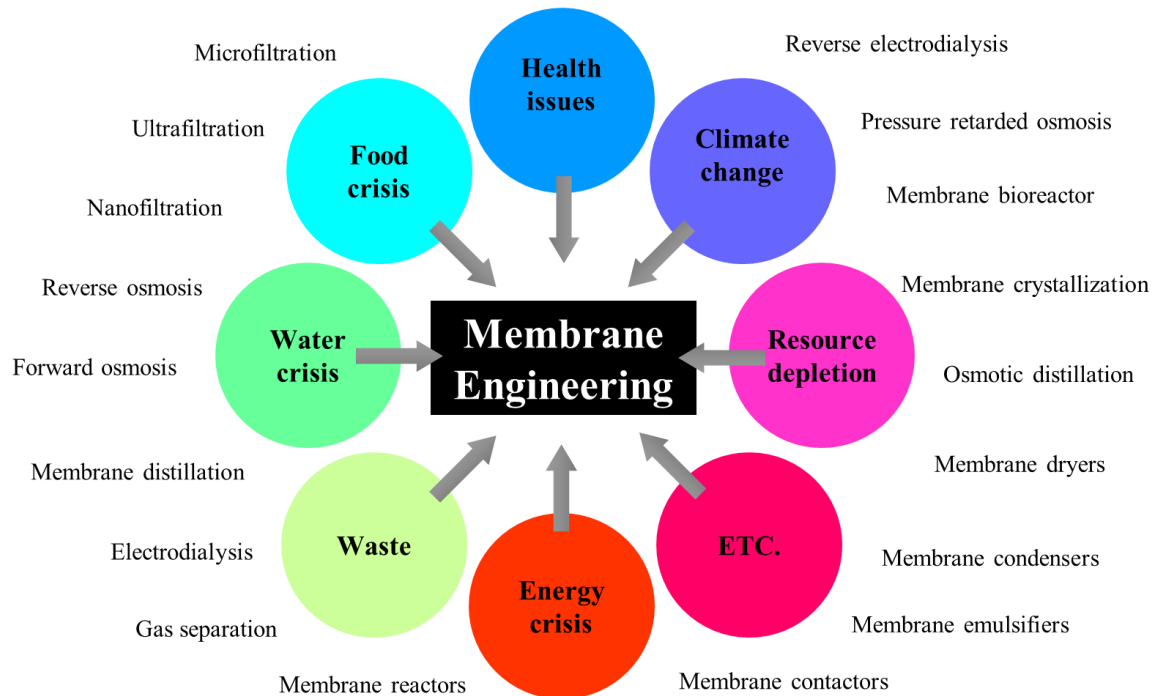 Microfiltration
Health
issues
Reverse electrodialysis
Ultrafiltration
Food
crisis
Climate
change
Pressure retarded osmosis
Nanofiltration
Membrane bioreactor
Reverse osmosis
Membrane crystallization
Water
crisis
Membrane
Engineering
Resource
depletion
Forward osmosis
Osmotic distillation
Membrane distillation
Membrane dryers
Electrodialysis
Waste
Energy
crisis
ETC.
Membrane condensers
Gas separation
Membrane emulsifiers
Membrane reactors
Membrane contactors